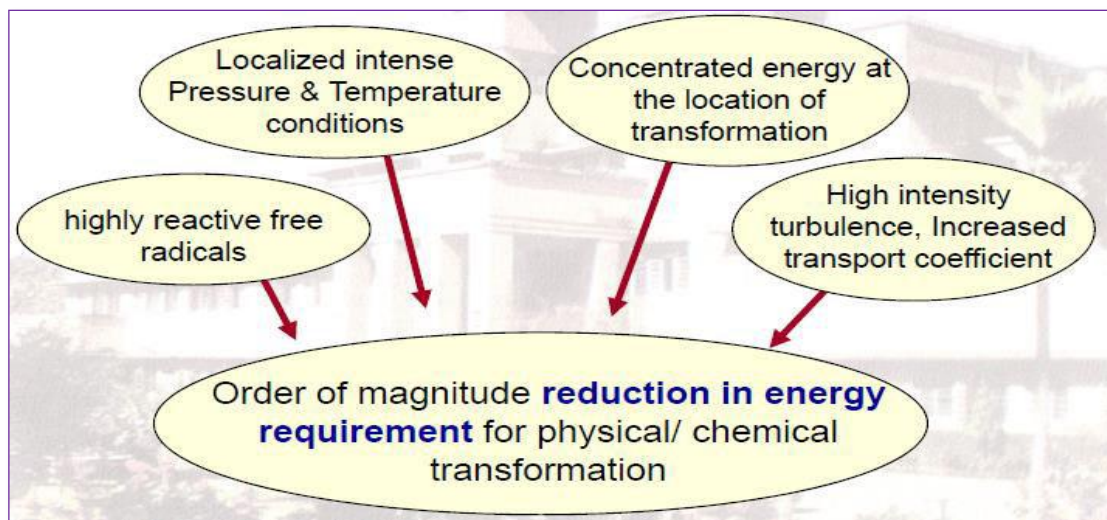 Localized intense
Pressure & Temperature
conditions
Concentrated energy at
the location of
transformation
highly reactive free
radicals
High intensity
turbulence, Increased
transport coefficient
Order of magnitude reduction in energy
requirement for physical/ chemical
transformation